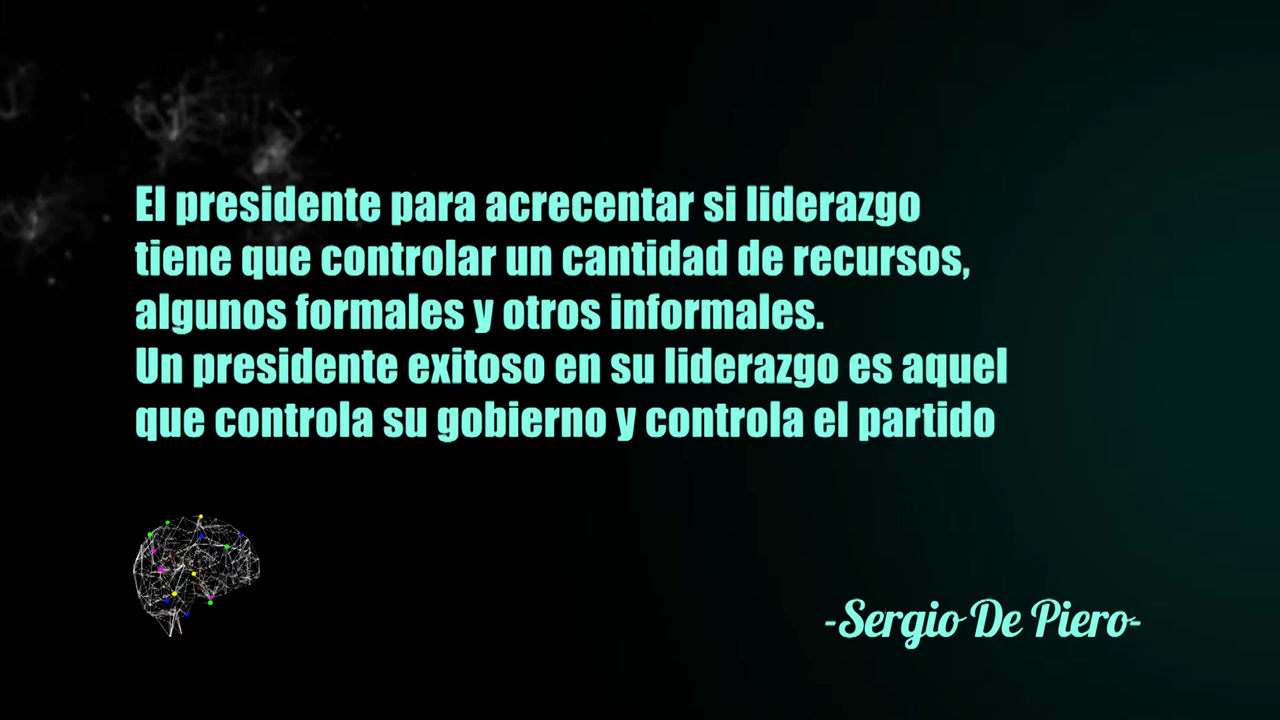 El presidente para acrecentar si liderazgo
tiene que controlar un cantidad de recursos,
algunos formales y otros informales.
Un presidente exitoso en su liderazgo es aquel
que controla su gobierno y controla el partido
-Sergio De Piero-